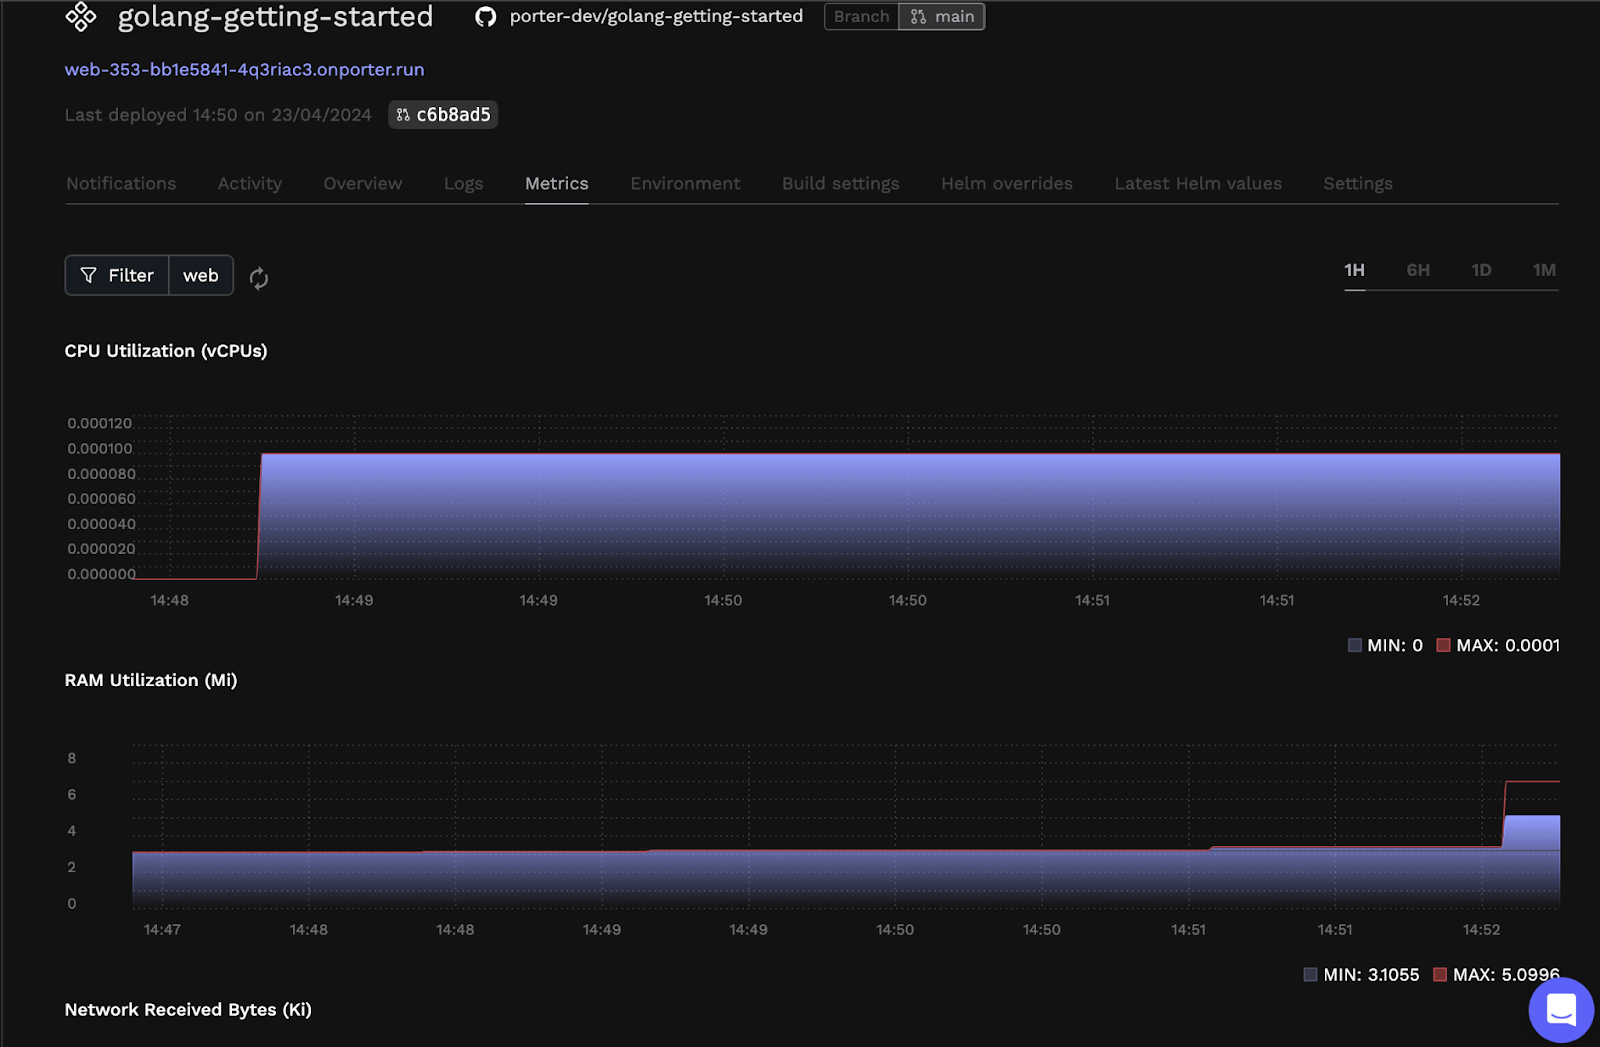 golang-getting-started porter-dev/golang-getting-started Branch main
web-353-bb1e5841-4q3riac3.onporter.run
Last deployed 14:50 on 23/04/2024 c6b8ad5
Notifications Activity Overview Logs Metrics Environment Build settings Helm overrides Latest Helm values Settings
Filter web 1H 6H 1D 1M
CPU Utilization (vCPUs)
0.000120
0.000100
0.000080
0.000060
0.000040
0.000020
0.000000
14:48 14:49 14:49 14:50 14:50 14:51 14:51 14:52
MIN: 0 MAX: 0.0001
RAM Utilization (Mi)
8
6
4
2
0
14:47 14:48 14:48 14:49 14:49 14:50 14:50 14:51 14:51 14:52
MIN: 3.1055 MAX: 5.0996
Network Received Bytes (Ki)